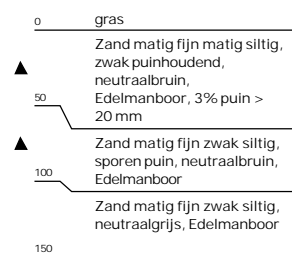 0 gras
Zand matig fijn matig siltig,
zwak puinhoudend,
neutraalbruin,
50 Edelmanboor, 3% puin >
20 mm
Zand matig fijn zwak siltig,
sporen puin, neutraalbruin,
100 Edelmanboor
Zand matig fijn zwak siltig,
neutraalgrijs, Edelmanboor
150